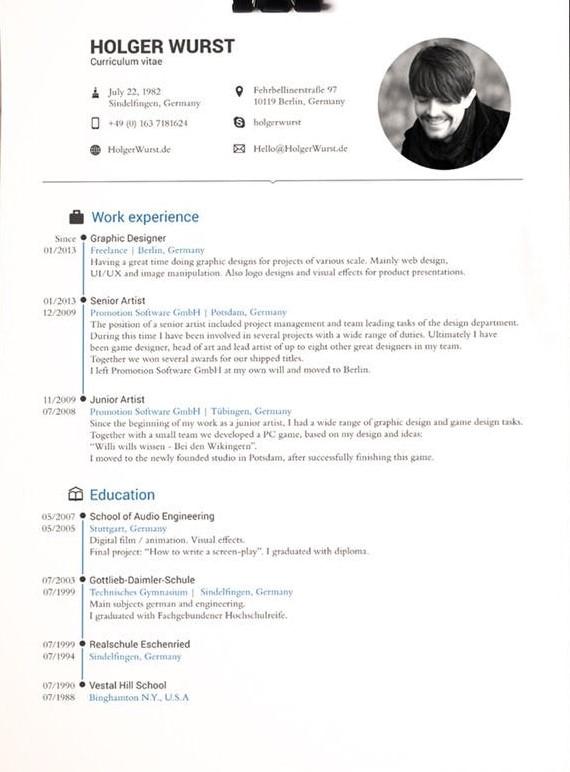 HOLGER WURST
Curriculum vitae
July 22, 1982
Sindelfingen, Germany
+49 (0) 163 7181624
HolgerWurst.de
Fehrbellinerstraße 97
10119 Berlin, Germany
holgerwurst
Hello@HolgerWurst.de
Work experience
Since
01/2013
Graphic Designer
Freelance | Berlin, Germany
Having a great time doing graphic designs for projects of various scale. Mainly web design,
UI/UX and image manipulation. Also logo designs and visual effects for product presentations.
01/2013
12/2009
Senior Artist
Promotion Software GmbH | Potsdam, Germany
The position of a senior artist included project management and team leading tasks of the design department.
During this time I have been involved in several projects with a wide range of duties. Ultimately I have
been game designer, head of art and lead artist of up to eight other great designers in my team.
Together we won several awards for our shipped titles.
I left Promotion Software GmbH at my own will and moved to Berlin.
11/2009
07/2008
Junior Artist
Promotion Software GmbH | Tübingen, Germany
Since the beginning of my work as a junior artist, I had a wide range of graphic design and game design tasks.
Together with a small team we developed a PC game, based on my design and ideas:
“Willi wills wissen - Bei den Wikingern”.
I moved to the newly founded studio in Potsdam, after successfully finishing this game.
Education
05/2007
05/2005
School of Audio Engineering
Stuttgart, Germany
Digital film / animation. Visual effects.
Final project: “How to write a screen-play”. I graduated with diploma.
07/2003
07/1999
Gottlieb-Daimler-Schule
Technisches Gymnasium | Sindelfingen, Germany
Main subjects german and engineering.
I graduated with Fachgebundener Hochschulreife.
07/1999
07/1994
Realschule Eschenried
Sindelfingen, Germany
07/1990
07/1988
Vestal Hill School
Binghamton N.Y., U.S.A